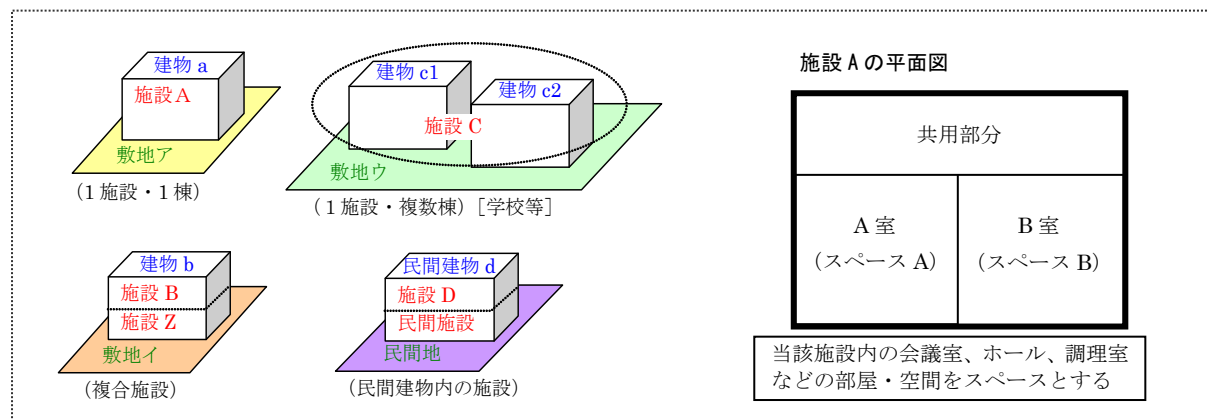 建物 a
施設 A
敷地ア
(1 施設・1 棟)
建物 c1
建物 c2
施設 C
敷地ウ
(1 施設・複数棟)[学校等]
建物 b
施設 B
施設 Z
敷地イ
(複合施設)
民間建物 d
施設 D
民間施設
民間地
(民間建物内の施設)
施設 A の平面図
共用部分
A 室
(スペース A)
B 室
(スペース B)
当該施設内の会議室、ホール、調理室
などの部屋・空間をスペースとする